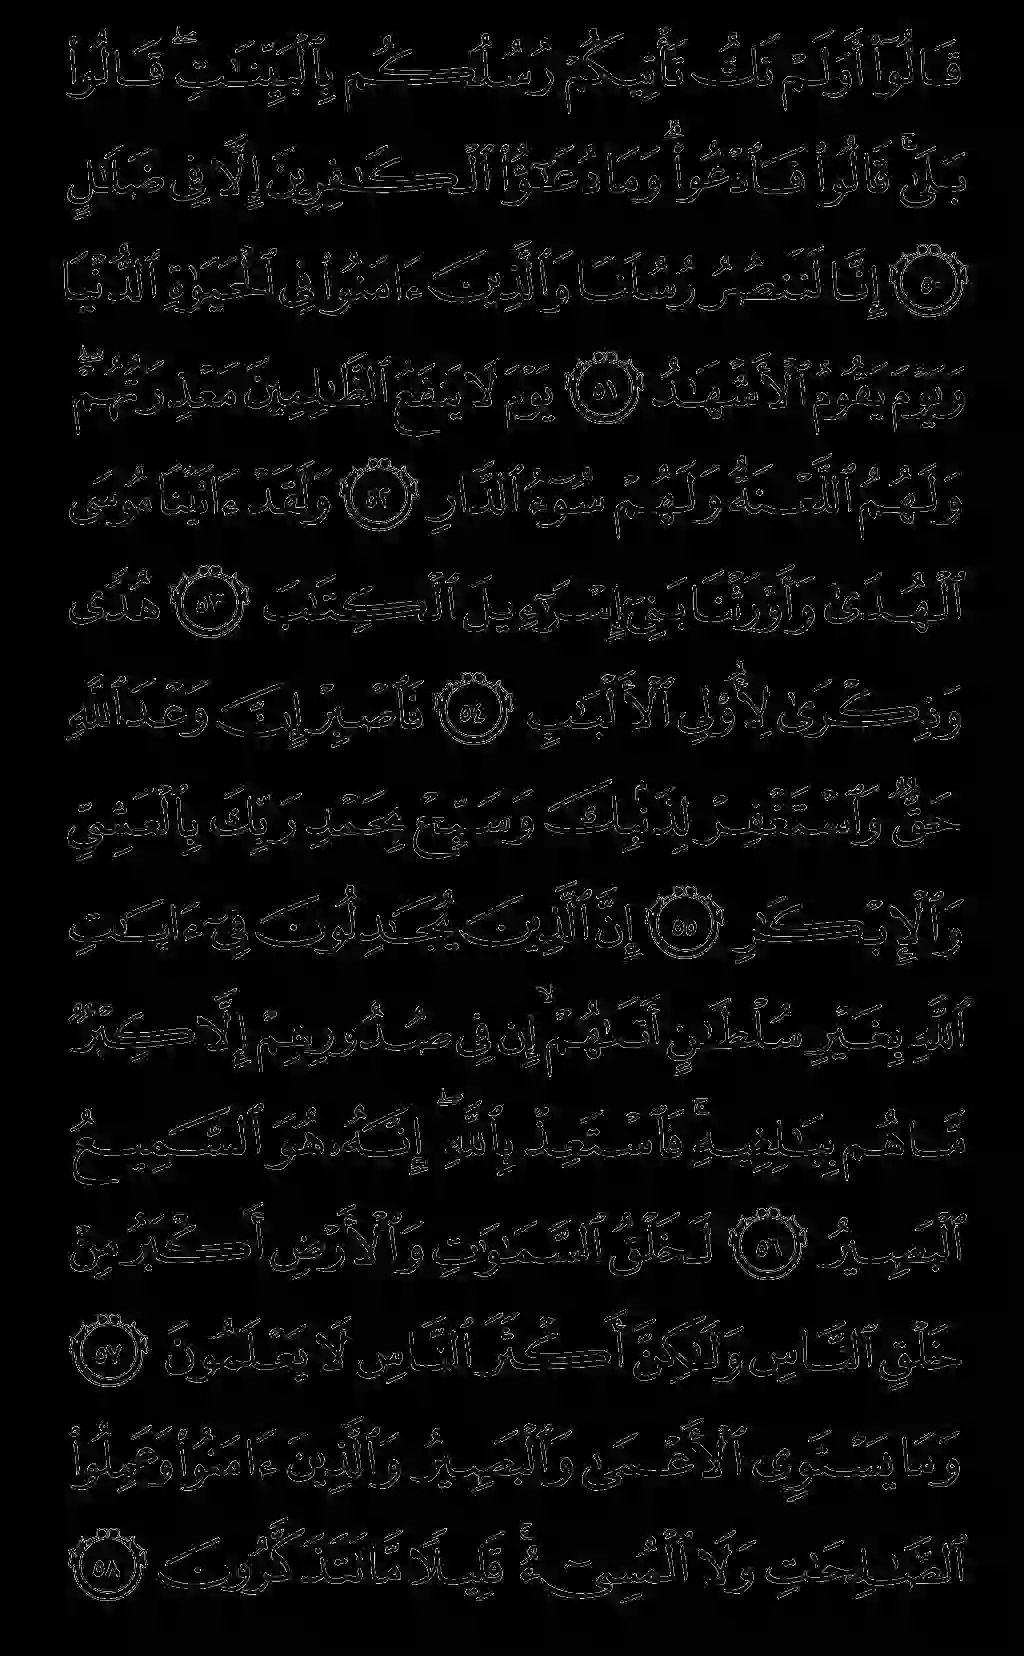 قَالُوٓا۟ أَوَلَمْ تَكُ تَأْتِيكُمْ رُسُلُكُم بِٱلْبَيِّنَـٰتِ ۖ قَالُوا۟
بَلَىٰ ۚ قَالُوا۟ فَٱدْعُوا۟ ۗ وَمَا دُعَـٰٓؤُا۟ ٱلْكَـٰفِرِينَ إِلَّا فِى ضَلَـٰلٍ
٥٠ إِنَّا لَنَنصُرُ رُسُلَنَا وَٱلَّذِينَ ءَامَنُوا۟ فِى ٱلْحَيَوٰةِ ٱلدُّنْيَا
وَيَوْمَ يَقُومُ ٱلْأَشْهَـٰدُ ٥١ يَوْمَ لَا يَنفَعُ ٱلظَّـٰلِمِينَ مَعْذِرَتُهُمْ ۖ
وَلَهُمُ ٱللَّعْنَةُ وَلَهُمْ سُوٓءُ ٱلدَّارِ ٥٢ وَلَقَدْ ءَاتَيْنَا مُوسَى
ٱلْهُدَىٰ وَأَوْرَثْنَا بَنِىٓ إِسْرَٰٓءِيلَ ٱلْكِتَـٰبَ ٥٣ هُدًى
وَذِكْرَىٰ لِأُو۟لِى ٱلْأَلْبَـٰبِ ٥٤ فَٱصْبِرْ إِنَّ وَعْدَ ٱللَّهِ
حَقٌّ وَٱسْتَغْفِرْ لِذَنۢبِكَ وَسَبِّحْ بِحَمْدِ رَبِّكَ بِٱلْعَشِىِّ
وَٱلْإِبْكَـٰرِ ٥٥ إِنَّ ٱلَّذِينَ يُجَـٰدِلُونَ فِىٓ ءَايَـٰتِ
ٱللَّهِ بِغَيْرِ سُلْطَـٰنٍ أَتَىٰهُمْ ۙ إِن فِى صُدُورِهِمْ إِلَّا كِبْرٌ
مَّا هُم بِبَـٰلِغِيهِ ۚ فَٱسْتَعِذْ بِٱللَّهِ ۖ إِنَّهُۥ هُوَ ٱلسَّمِيعُ
ٱلْبَصِيرُ ٥٦ لَخَلْقُ ٱلسَّمَـٰوَٰتِ وَٱلْأَرْضِ أَكْبَرُ مِنْ
خَلْقِ ٱلنَّاسِ وَلَـٰكِنَّ أَكْثَرَ ٱلنَّاسِ لَا يَعْلَمُونَ ٥٧
وَمَا يَسْتَوِى ٱلْأَعْمَىٰ وَٱلْبَصِيرُ وَٱلَّذِينَ ءَامَنُوا۟ وَعَمِلُوا۟
ٱلصَّـٰلِحَـٰتِ وَلَا ٱلْمُسِىٓءُ ۚ قَلِيلًا مَّا تَتَذَكَّرُونَ ٥٨